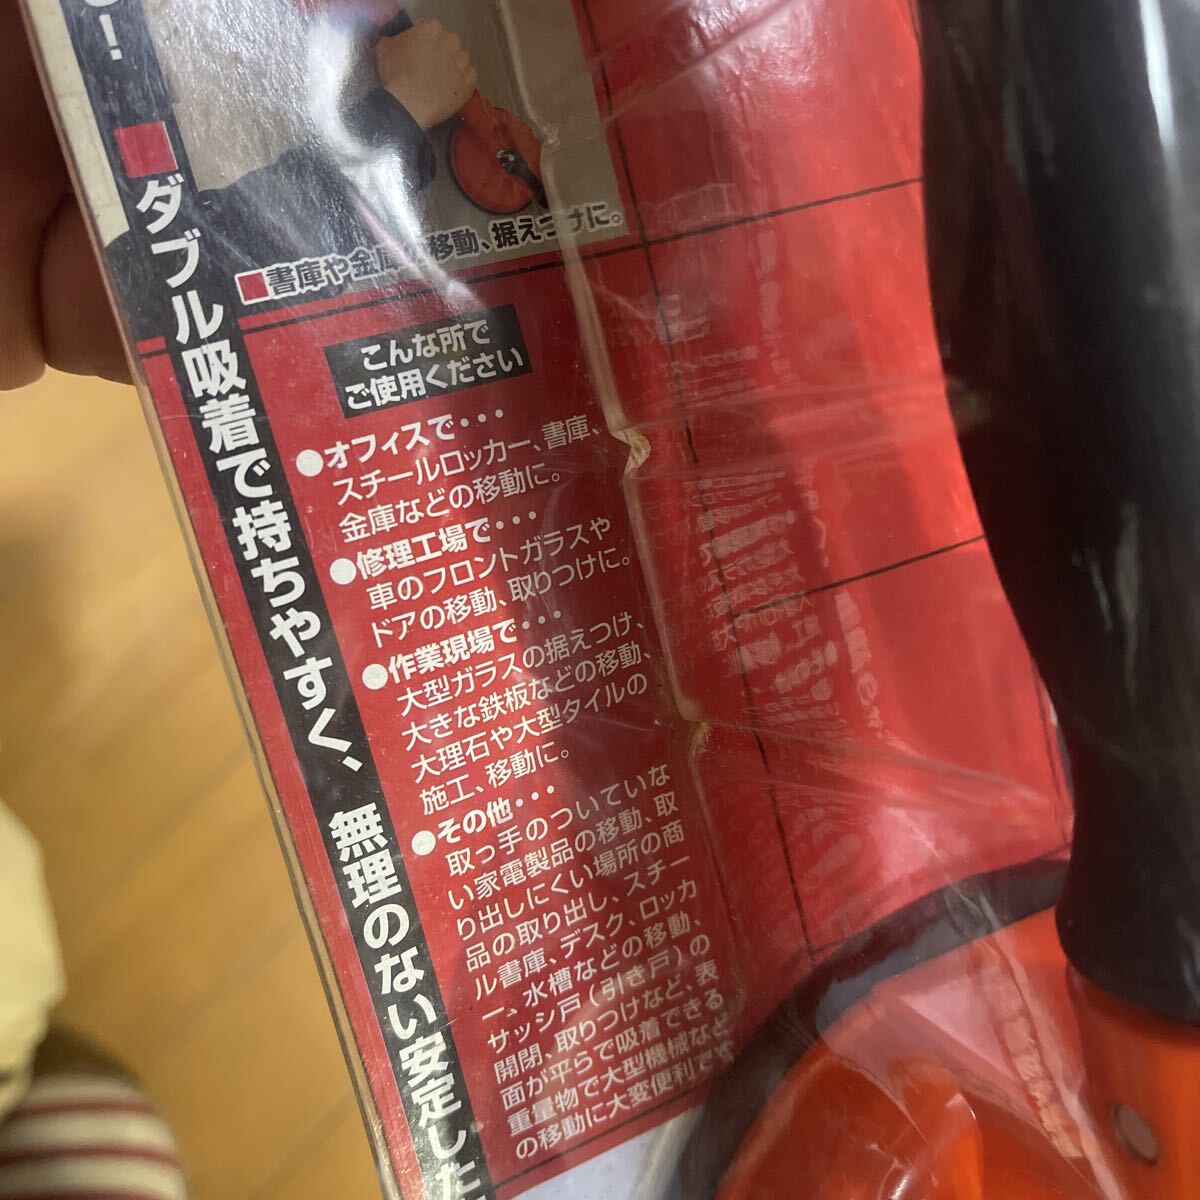 し!
■ダブル吸着で持ちやすく、無理のない安定した
■書庫や金庫の移動、据えつけに。
こんな所で
ご使用ください
●オフィスで・・・
スチールロッカー、書庫、
金庫などの移動に。
●修理工場で・・・
車のフロントガラスや
ドアの移動、取りつけに。
●作業現場で・・・
大型ガラスの据えつけ、
大きな鉄板などの移動、
大理石や大型タイルの
施工、移動に。
●その他・・・
取っ手のついていな
い家電製品の移動、取
り出しにくい場所の商
品の取り出し、スチー
ル書庫、デスク、ロッカ
ー、水槽などの移動、
サッシ戸(引き戸)の
開閉、取りつけなど、表
面が平らで吸着できる
重量物で大型機械など
の移動に大変便利です